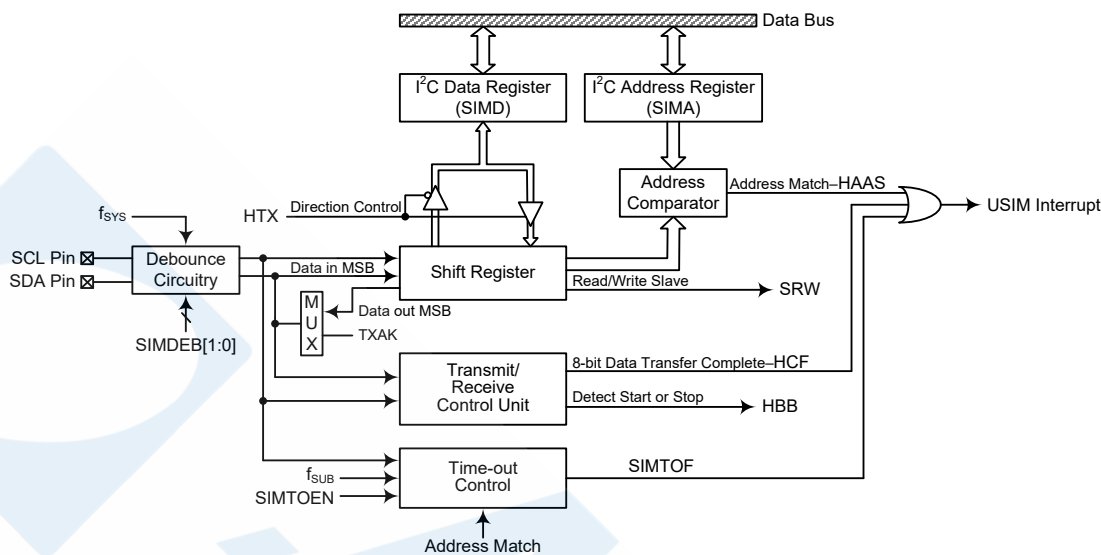 Data Bus
I²C Data Register
(SIMD)
I²C Address Register
(SIMA)
Address
Comparator
Address Match–HAAS
USIM Interrupt
HTX
Direction Control
fSYS
SCL Pin
SDA Pin
Debounce
Circuitry
SIMDEB[1:0]
Data in MSB
Shift Register
Read/Write Slave
SRW
M
U
X
Data out MSB
TXAK
Transmit/
Receive
Control Unit
8-bit Data Transfer Complete–HCF
Detect Start or Stop
HBB
fSUB
SIMTOEN
Time-out
Control
SIMTOF
Address Match